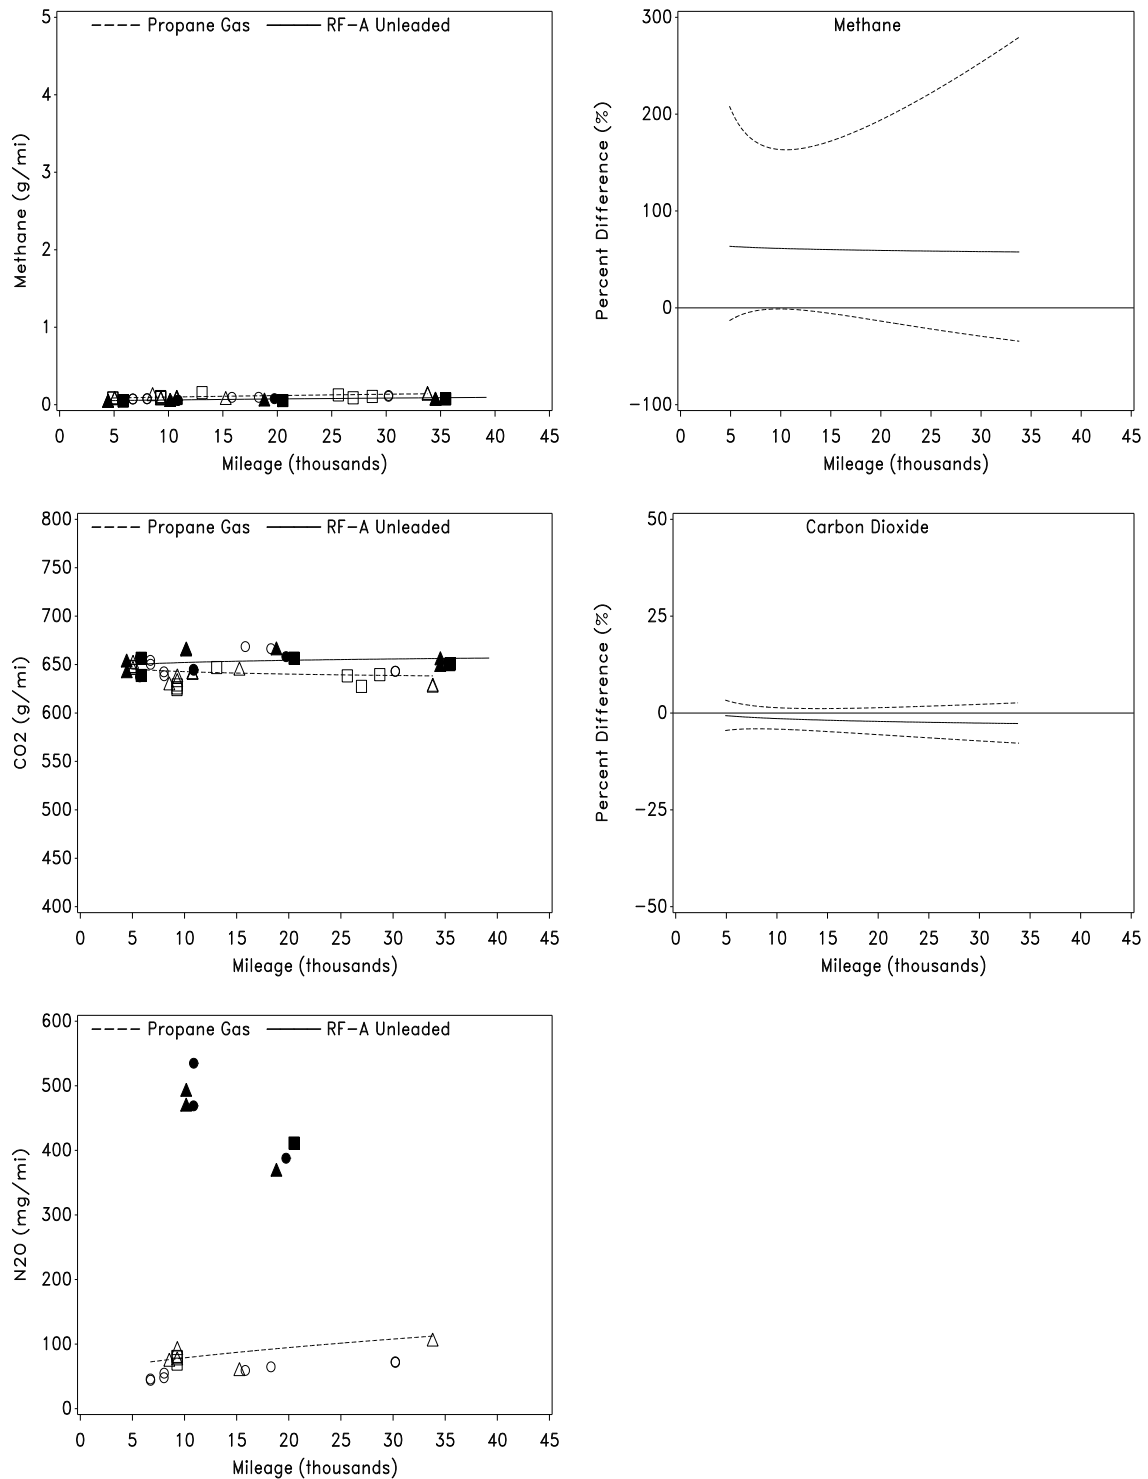 Propane Gas RF-A Unleaded
5
4
3
2
1
0
Methane (g/mi)
0 5 10 15 20 25 30 35 40 45
Mileage (thousands)
Methane
300
200
100
0
-100
Percent Difference (%)
0 5 10 15 20 25 30 35 40 45
Mileage (thousands)
Propane Gas RF-A Unleaded
800
750
700
650
600
550
500
450
400
CO2 (g/mi)
0 5 10 15 20 25 30 35 40 45
Mileage (thousands)
Carbon Dioxide
50
25
0
-25
-50
Percent Difference (%)
0 5 10 15 20 25 30 35 40 45
Mileage (thousands)
Propane Gas RF-A Unleaded
600
500
400
300
200
100
0
N2O (mg/mi)
0 5 10 15 20 25 30 35 40 45
Mileage (thousands)